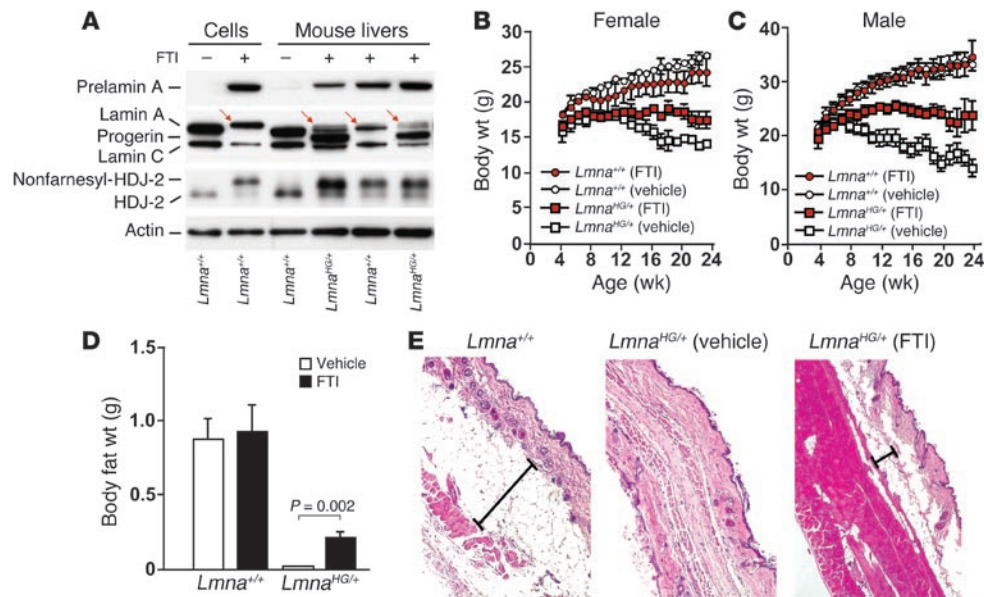 A
Cells Mouse livers
FTI − + − + + +
Prelamin A
Lamin A
Progerin
Lamin C
Nonfarnesyl-HDJ-2
HDJ-2
Actin
Lmna+/+ Lmna+/+ Lmna+/+ LmnaHG/+ Lmna+/+ LmnaHG/+
B Female
Body wt (g)
30
25
20
15
10
5
0
Lmna+/+ (FTI)
Lmna+/+ (vehicle)
LmnaHG/+ (FTI)
LmnaHG/+ (vehicle)
0 4 8 12 16 20 24
Age (wk)
C Male
Body wt (g)
40
30
20
10
0
Lmna+/+ (FTI)
Lmna+/+ (vehicle)
LmnaHG/+ (FTI)
LmnaHG/+ (vehicle)
0 4 8 12 16 20 24
Age (wk)
D
Body fat wt (g)
1.5
1.0
0.5
0
Vehicle
FTI
P = 0.002
Lmna+/+ LmnaHG/+
E
Lmna+/+ LmnaHG/+ (vehicle) LmnaHG/+ (FTI)